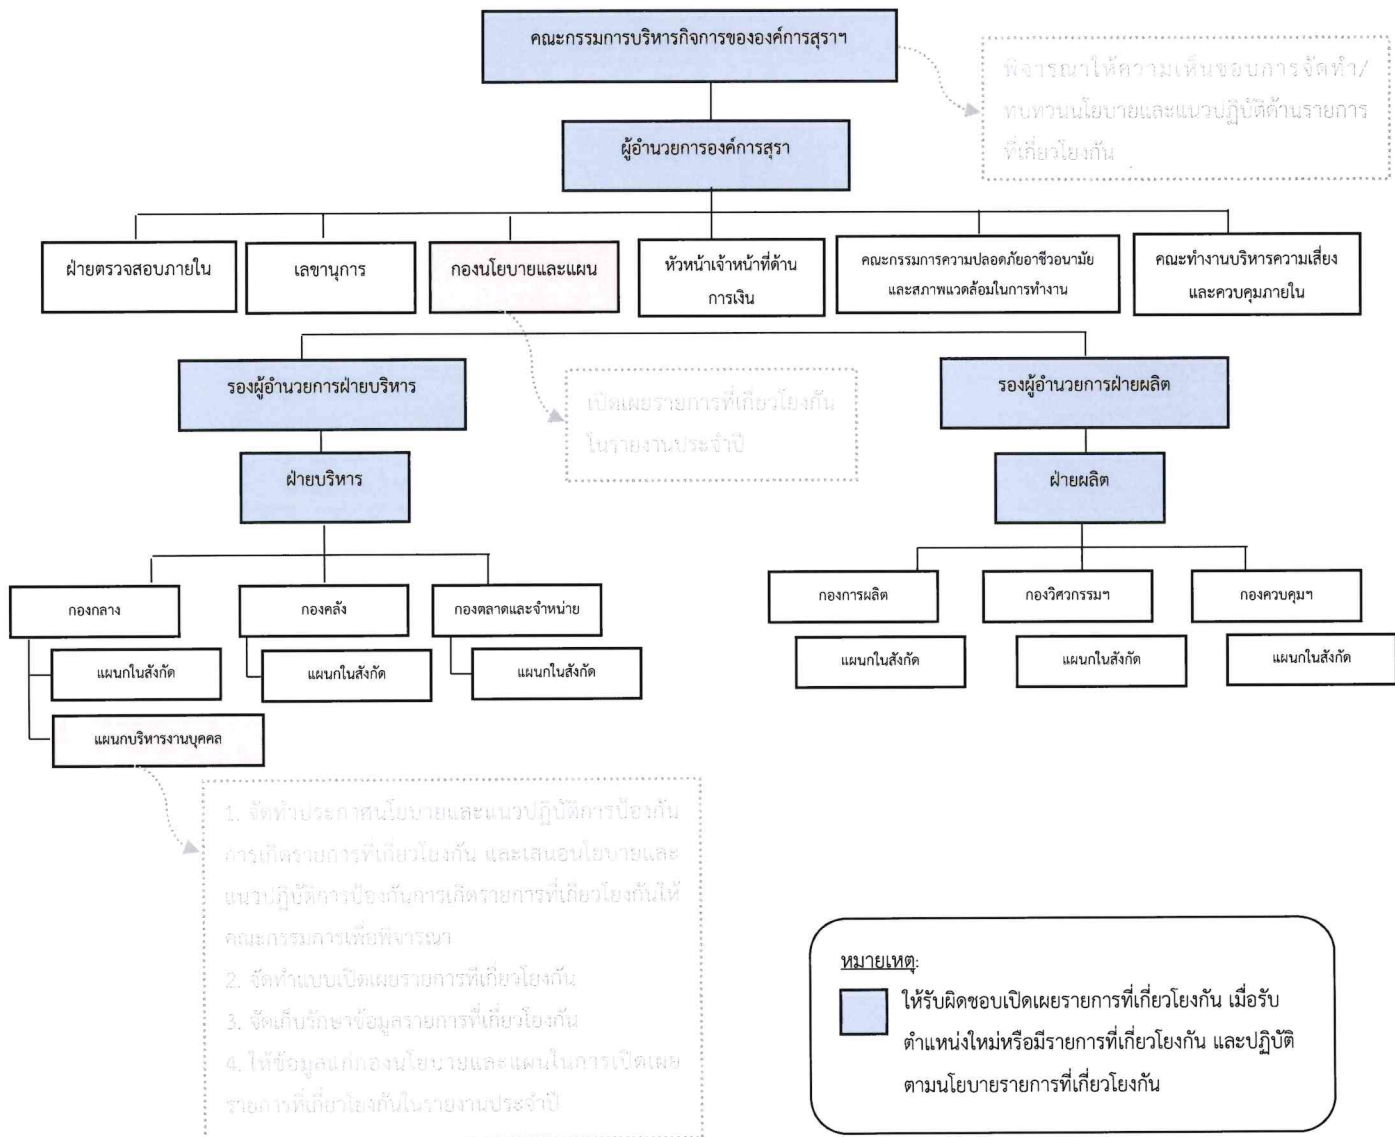 คณะกรรมการบริหารกิจการขององค์การสุราฯ
พิจารณาให้ความเห็นชอบการจัดทำ/
ทบทวนนโยบายและแนวปฏิบัติด้านรายการ
ที่เกี่ยวโยงกัน
ผู้อำนวยการองค์การสุรา
ฝ่ายตรวจสอบภายใน
เลขานุการ
กองนโยบายและแผน
หัวหน้าเจ้าหน้าที่ด้าน
การเงิน
คณะกรรมการความปลอดภัยอาชีวอนามัย
และสภาพแวดล้อมในการทำงาน
คณะทำงานบริหารความเสี่ยง
และควบคุมภายใน
รองผู้อำนวยการฝ่ายบริหาร
รองผู้อำนวยการฝ่ายผลิต
เปิดเผยรายการที่เกี่ยวโยงกัน
ในรายงานประจำปี
ฝ่ายบริหาร
ฝ่ายผลิต
กองกลาง
กองคลัง
กองตลาดและจำหน่าย
กองการผลิต
กองวิศวกรรมฯ
กองควบคุมฯ
แผนกในสังกัด
แผนกในสังกัด
แผนกในสังกัด
แผนกในสังกัด
แผนกในสังกัด
แผนกในสังกัด
แผนกบริหารงานบุคคล
1. จัดทำประกาศนโยบายและแนวปฏิบัติการป้องกัน
การเกิดรายการที่เกี่ยวโยงกัน และเสนอนโยบายและ
แนวปฏิบัติการป้องกันการเกิดรายการที่เกี่ยวโยงกันให้
คณะกรรมการเพื่อพิจารณา
2. จัดทำแบบเปิดเผยรายการที่เกี่ยวโยงกัน
3. จัดเก็บรักษาข้อมูลรายการที่เกี่ยวโยงกัน
4. ให้ข้อมูลแก่กองนโยบายและแผนในการเปิดเผย
รายการที่เกี่ยวโยงกันในรายงานประจำปี
หมายเหตุ:
ให้รับผิดชอบเปิดเผยรายการที่เกี่ยวโยงกัน เมื่อรับ
ตำแหน่งใหม่หรือมีรายการที่เกี่ยวโยงกัน และปฏิบัติ
ตามนโยบายรายการที่เกี่ยวโยงกัน